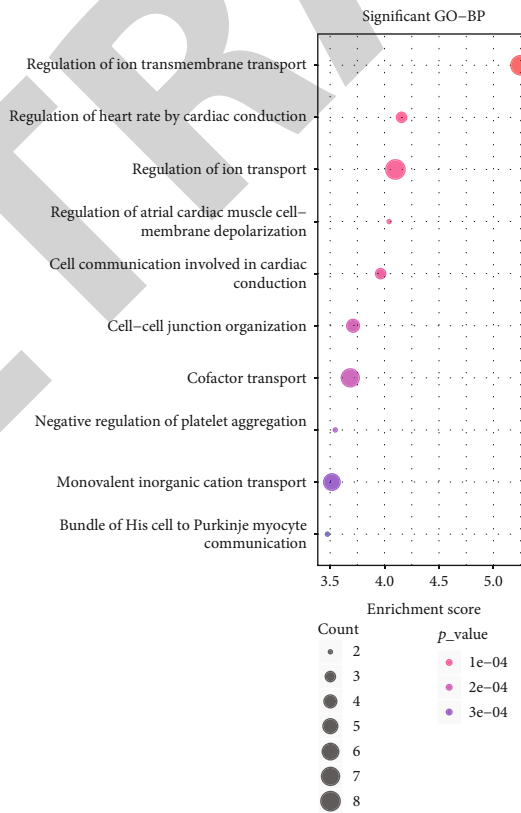 Significant GO−BP
Regulation of ion transmembrane transport
Regulation of heart rate by cardiac conduction
Regulation of ion transport
Regulation of atrial cardiac muscle cell−
membrane depolarization
Cell communication involved in cardiac
conduction
Cell−cell junction organization
Cofactor transport
Negative regulation of platelet aggregation
Monovalent inorganic cation transport
Bundle of His cell to Purkinje myocyte
communication
3.5 4.0 4.5 5.0
Enrichment score
Count
2
3
4
5
6
7
8
p_value
1e−04
2e−04
3e−04